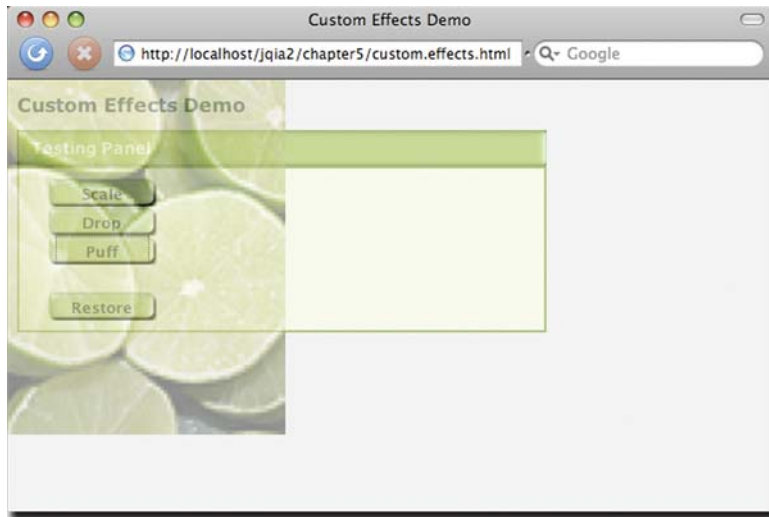 Custom Effects Demo
http://localhost/jqia2/chapter5/custom.effects.html
Google
Custom Effects Demo
Testing Panel
Scale
Drop
Puff
Restore